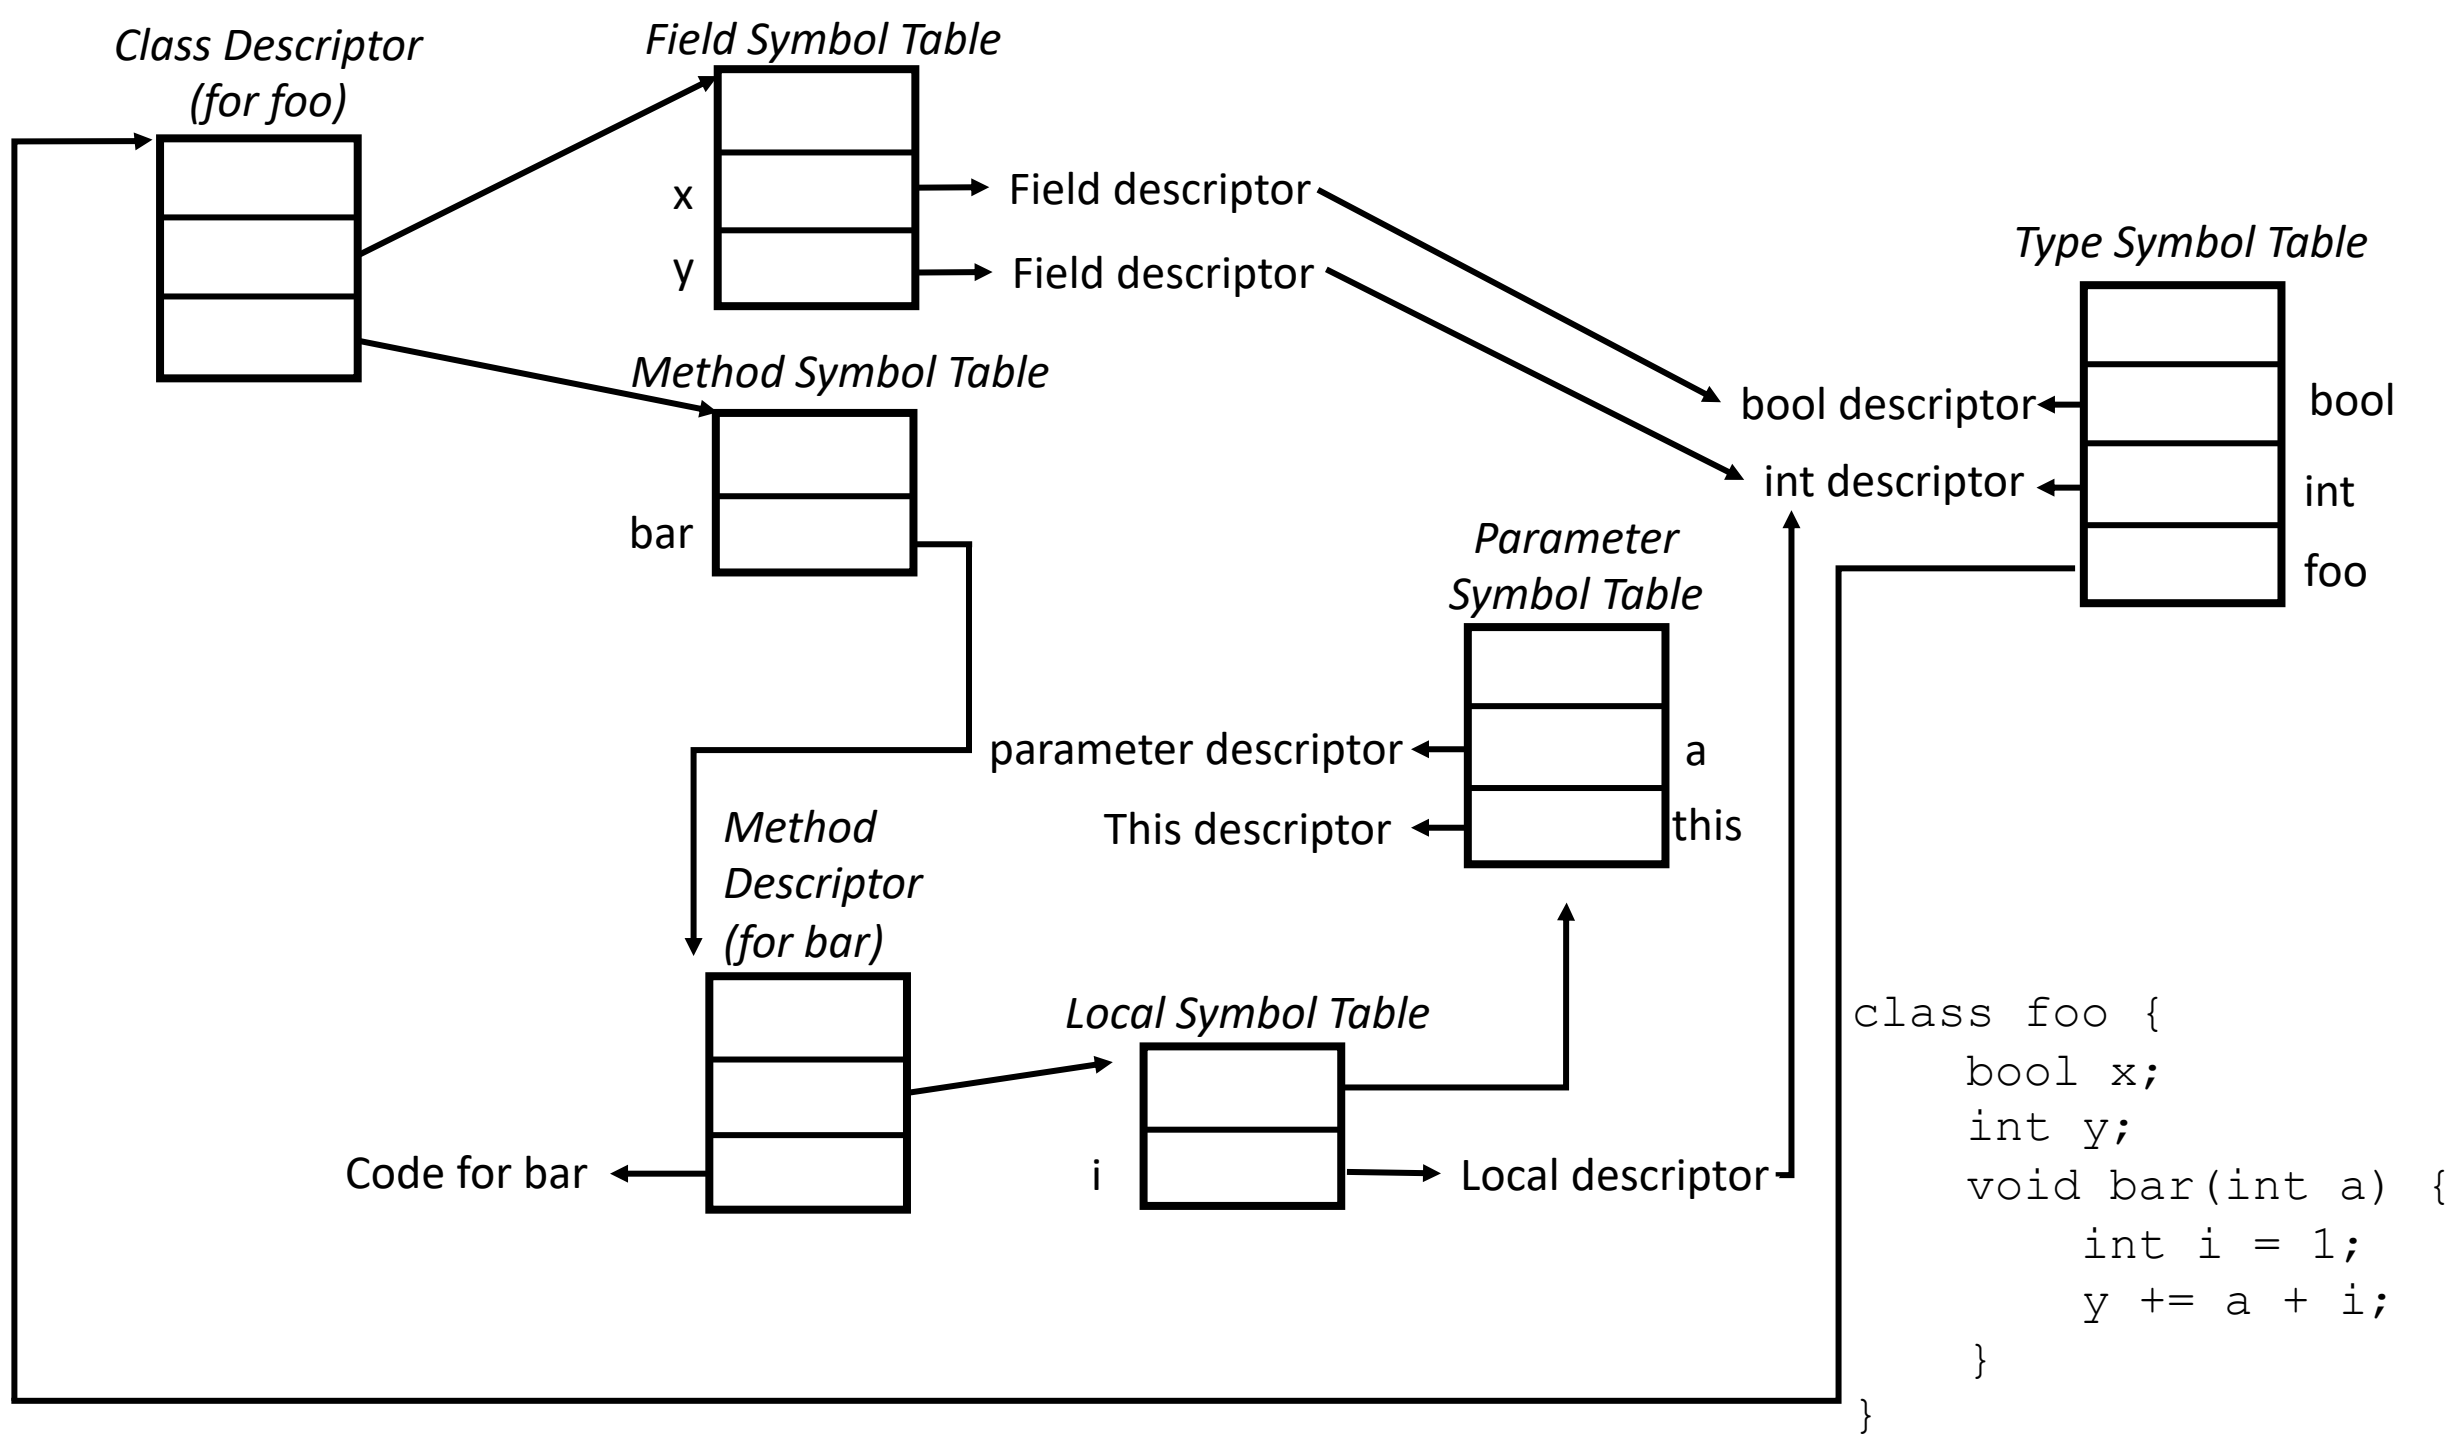 Class Descriptor
(for foo)
Field Symbol Table
x
Field descriptor
y
Field descriptor
Type Symbol Table
bool descriptor
bool
int descriptor
int
foo
Method Symbol Table
bar
Parameter
Symbol Table
parameter descriptor
a
This descriptor
this
Method
Descriptor
(for bar)
Code for bar
Local Symbol Table
i
Local descriptor
class foo {
    bool x;
    int y;
    void bar(int a) {
        int i = 1;
        y += a + i;
    }
}